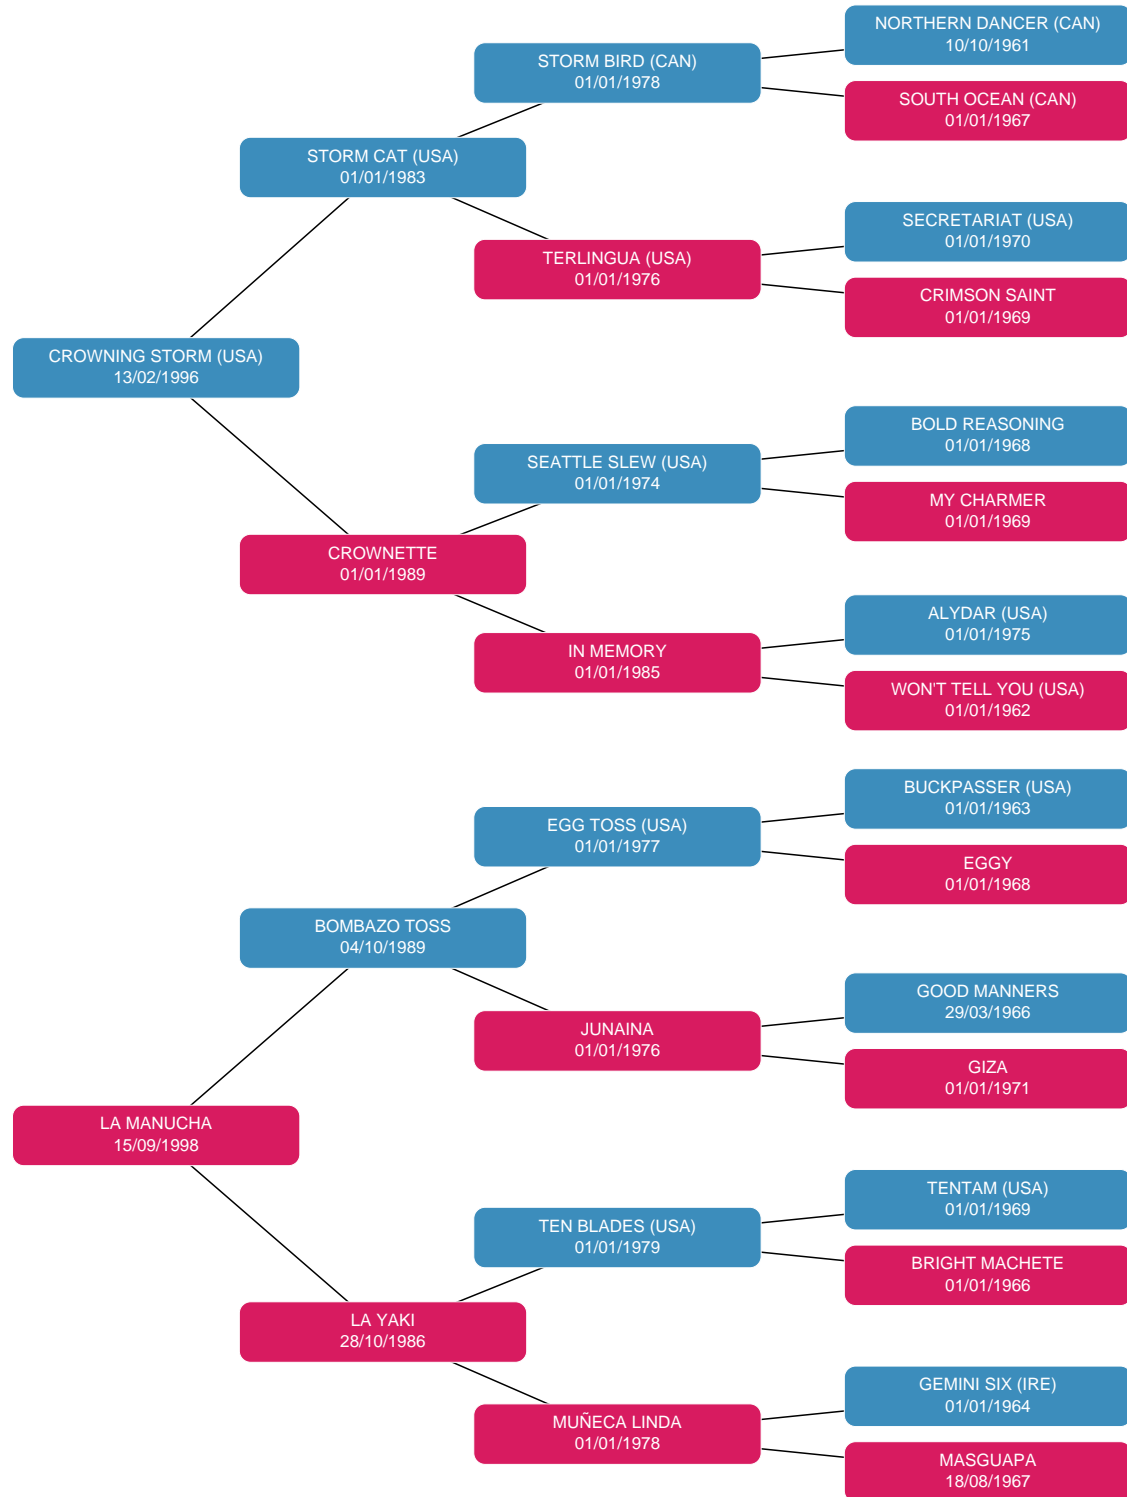 NORTHERN DANCER (CAN)
10/10/1961
STORM BIRD (CAN)
01/01/1978
SOUTH OCEAN (CAN)
01/01/1967
STORM CAT (USA)
01/01/1983
SECRETARIAT (USA)
01/01/1970
TERLINGUA (USA)
01/01/1976
CRIMSON SAINT
01/01/1969
CROWNING STORM (USA)
13/02/1996
BOLD REASONING
01/01/1968
SEATTLE SLEW (USA)
01/01/1974
MY CHARMER
01/01/1969
CROWNETTE
01/01/1989
ALYDAR (USA)
01/01/1975
IN MEMORY
01/01/1985
WON'T TELL YOU (USA)
01/01/1962
BUCKPASSER (USA)
01/01/1963
EGG TOSS (USA)
01/01/1977
EGGY
01/01/1968
BOMBAZO TOSS
04/10/1989
GOOD MANNERS
29/03/1966
JUNAINA
01/01/1976
GIZA
01/01/1971
LA MANUCHA
15/09/1998
TENTAM (USA)
01/01/1969
TEN BLADES (USA)
01/01/1979
BRIGHT MACHETE
01/01/1966
LA YAKI
28/10/1986
GEMINI SIX (IRE)
01/01/1964
MUÑECA LINDA
01/01/1978
MASGUAPA
18/08/1967